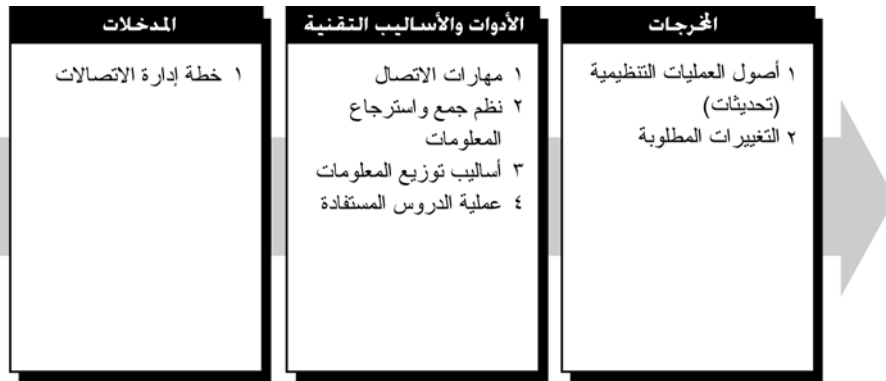 المدخلات
١ خطة إدارة الاتصالات
الأدوات والأساليب التقنية
١ مهارات الاتصال
٢ نظم جمع واسترجاع
المعلومات
٣ أساليب توزيع المعلومات
٤ عملية الدروس المستفادة
المخرجات
١ أصول العمليات التنظيمية
(تحديثات)
٢ التغييرات المطلوبة